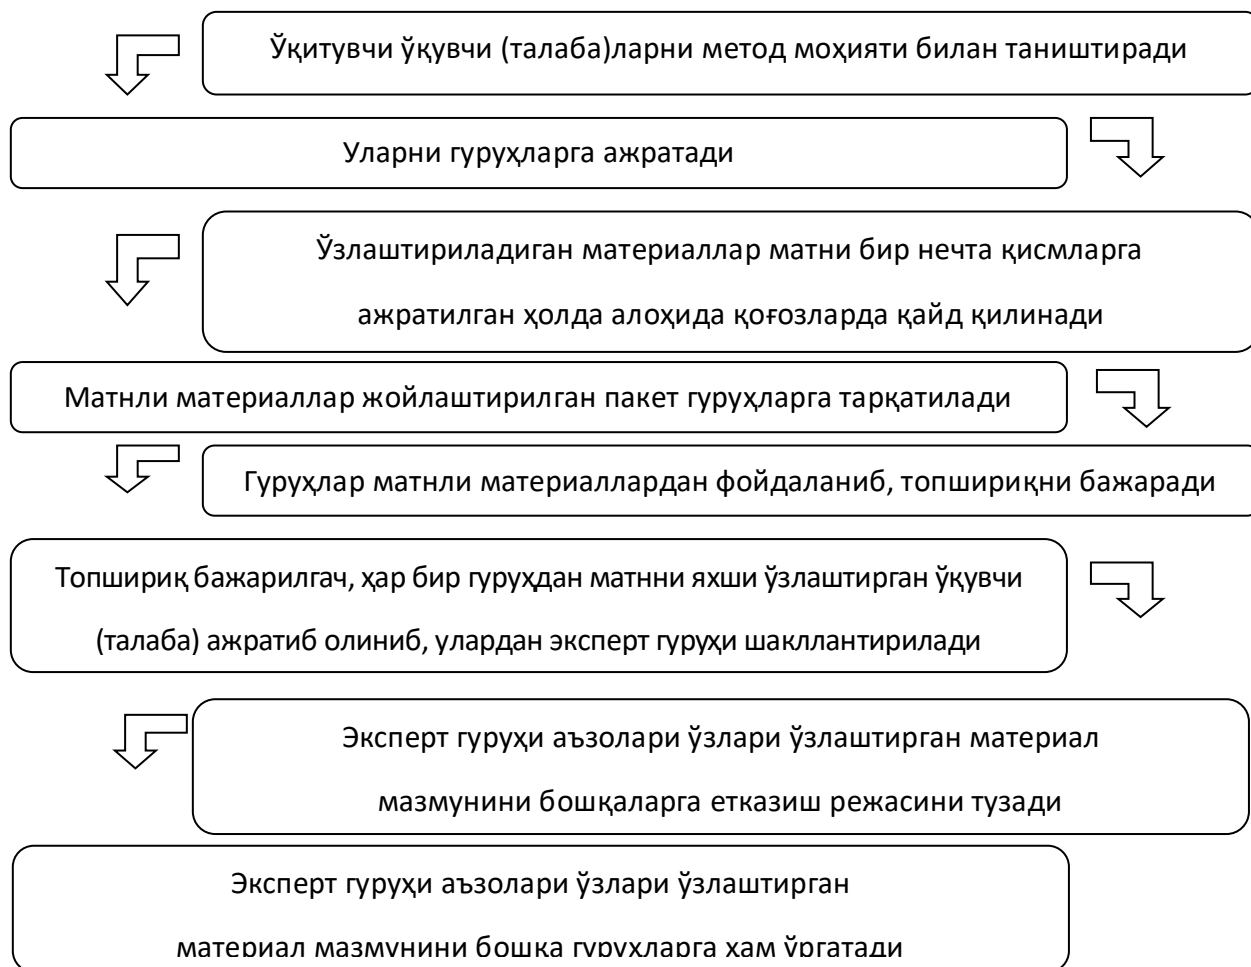 Ўқитувчи ўқувчи (талаба)ларни метод моҳияти билан таништиради
Уларни гуруҳларга ажратади
Ўзлаштириладиган материаллар матни бир нечта қисмларга
ажратилган ҳолда алоҳида қоғозларда қайд қилинади
Матнли материаллар жойлаштирилган пакет гуруҳларга тарқатилади
Гуруҳлар матнли материаллардан фойдаланиб, топшириқни бажаради
Топшириқ бажарилгач, ҳар бир гуруҳдан матнни яхши ўзлаштирган ўқувчи
(талаба) ажратиб олиниб, улардан эксперт гуруҳи шакллантирилади
Эксперт гуруҳи аъзолари ўзлари ўзлаштирган материал
мазмунини бошқаларга етказиш режасини тузади
Эксперт гуруҳи аъзолари ўзлари ўзлаштирган
материал мазмунини бошқа гуруҳларга ҳам ўргатади